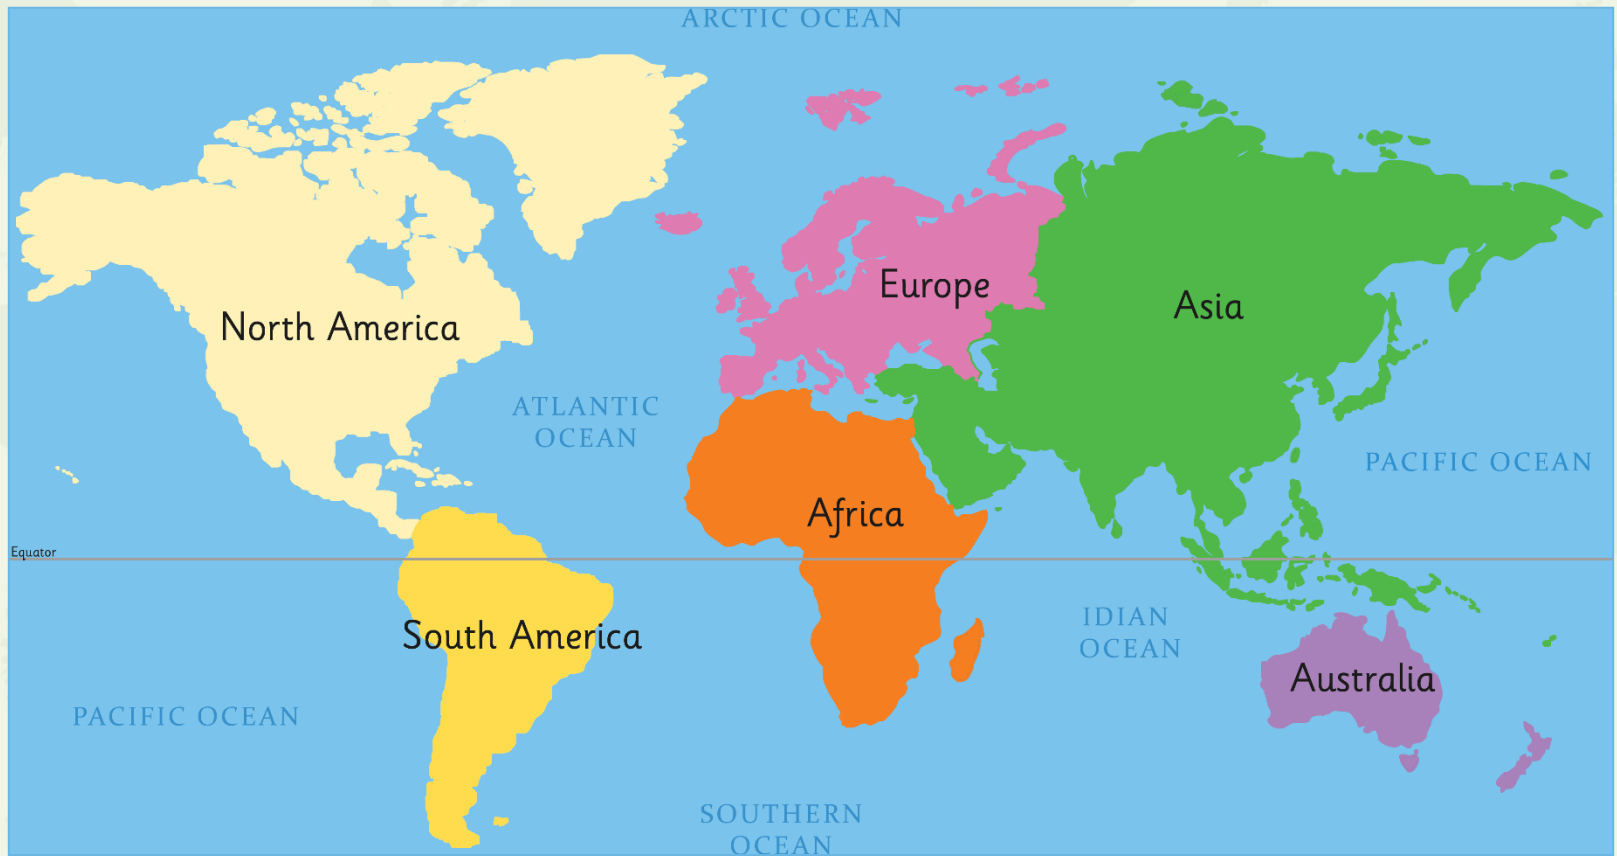 ARCTIC OCEAN
Europe
Asia
North America
ATLANTIC
OCEAN
PACIFIC OCEAN
Africa
Equator
IDIAN
OCEAN
South America
Australia
PACIFIC OCEAN
SOUTHERN
OCEAN